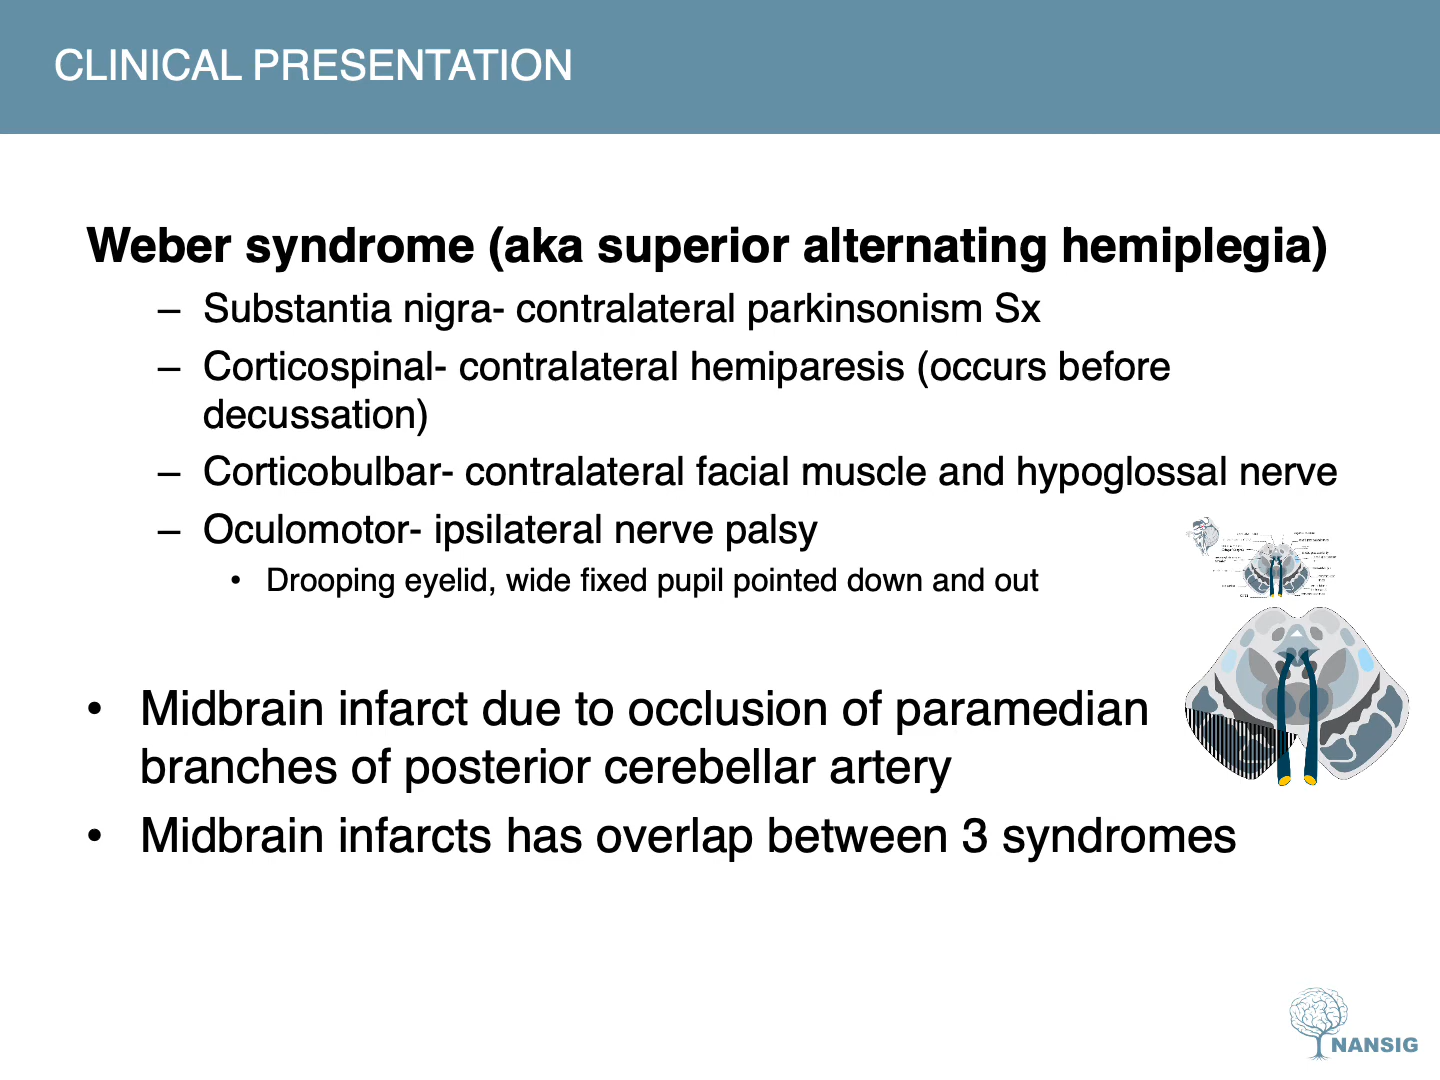 CLINICAL PRESENTATION
Weber syndrome (aka superior alternating hemiplegia)
– Substantia nigra- contralateral parkinsonism Sx
– Corticospinal- contralateral hemiparesis (occurs before
decussation)
– Corticobulbar- contralateral facial muscle and hypoglossal nerve
– Oculomotor- ipsilateral nerve palsy
• Drooping eyelid, wide fixed pupil pointed down and out
• Midbrain infarct due to occlusion of paramedian
branches of posterior cerebellar artery
• Midbrain infarcts has overlap between 3 syndromes
NANSIG